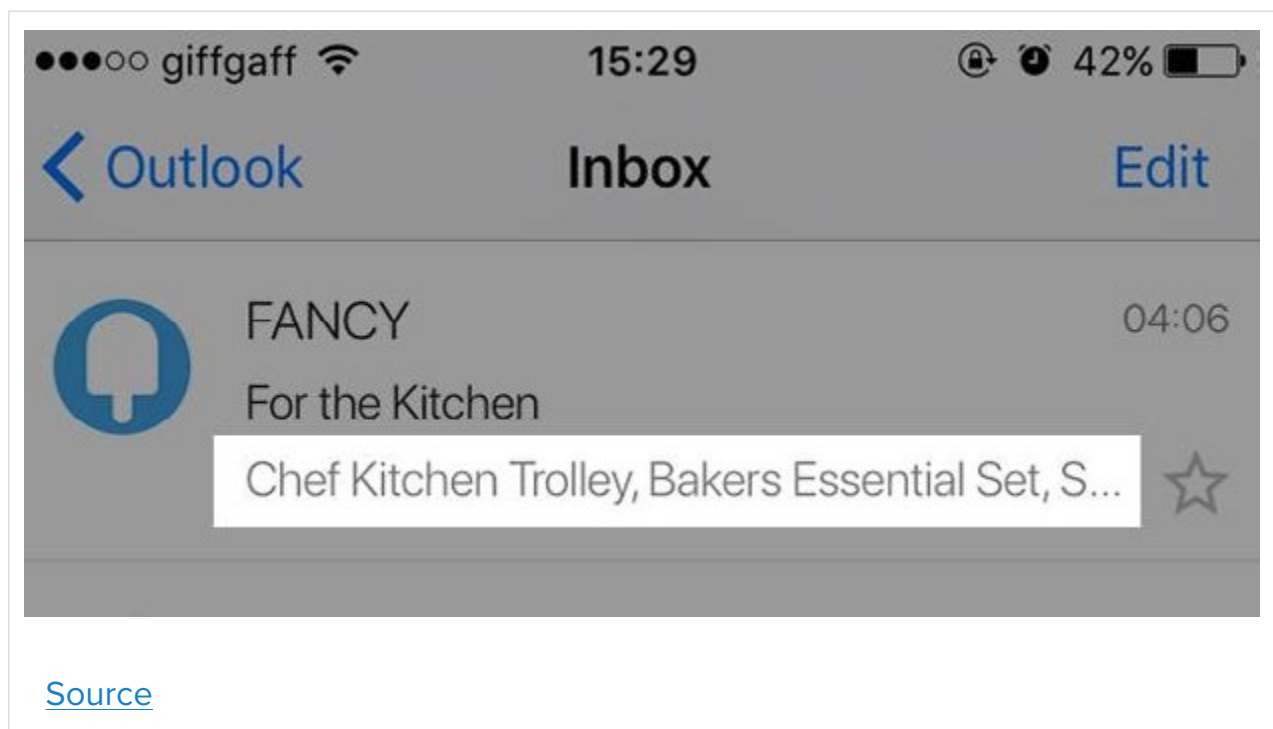 giffgaff 15:29 42%
Outlook Inbox Edit
FANCY 04:06
For the Kitchen
Chef Kitchen Trolley, Bakers Essential Set, S...
Source